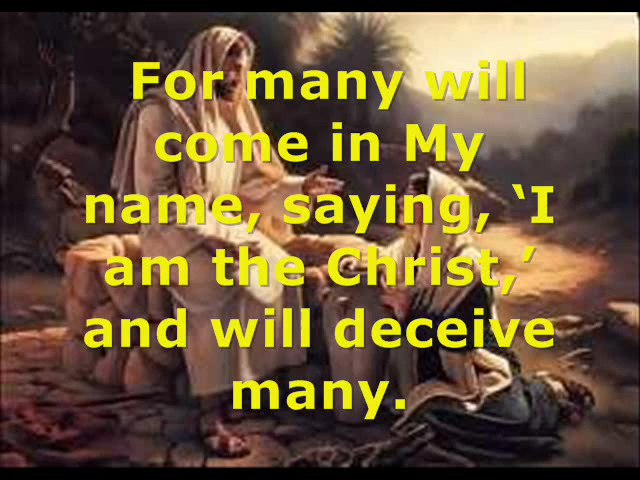 For many will
come in My
name, saying, ‘I
am the Christ,’
and will deceive
many.